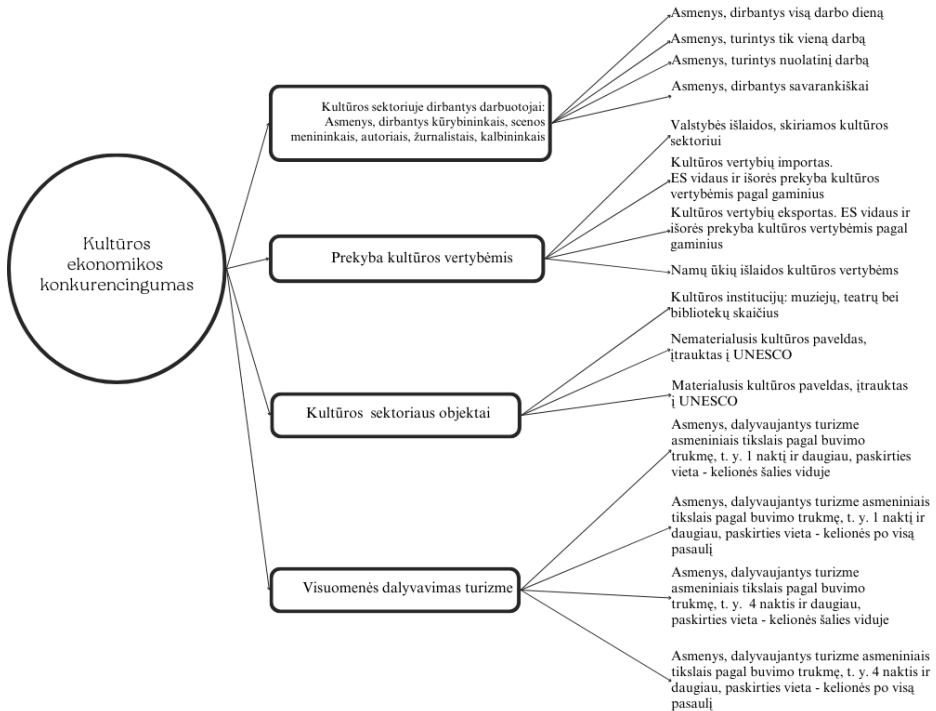 Kultūros
ekonomikos
konkurencingumas
Kultūros sektoriuje dirbantys darbuotojai:
Asmenys, dirbantys kūrybininkais, scenos
menininkais, autoriais, žurnalistais, kalbininkais
Asmenys, dirbantys visą darbo dieną
Asmenys, turintys tik vieną darbą
Asmenys, turintys nuolatinį darbą
Asmenys, dirbantys savarankiškai
Prekyba kultūros vertybėmis
Valstybės išlaidos, skiriamos kultūros
sektoriui
Kultūros vertybių importas.
ES vidaus ir išorės prekyba kultūros
vertybėmis pagal gaminius
Kultūros vertybių eksportas. ES vidaus ir
išorės prekyba kultūros vertybėmis pagal
gaminius
Namų ūkių išlaidos kultūros vertybėms
Kultūros sektoriaus objektai
Kultūros institucijų: muziejų, teatrų bei
bibliotekų skaičius
Nematerialusis kultūros paveldas,
įtrauktas į UNESCO
Materialusis kultūros paveldas, įtrauktas
į UNESCO
Visuomenės dalyvavimas turizme
Asmenys, dalyvaujantys turizme
asmeniniais tikslais pagal buvimo
trukmę, t. y. 1 naktį ir daugiau, paskirties
vieta - kelionės šalies viduje
Asmenys, dalyvaujantys turizme asmeniniais
tikslais pagal buvimo trukmę, t. y. 1 naktį ir
daugiau, paskirties vieta - kelionės po visą
pasaulį
Asmenys, dalyvaujantys turizme
asmeniniais tikslais pagal buvimo
trukmę, t. y. 4 naktis ir daugiau,
paskirties vieta - kelionės šalies viduje
Asmenys, dalyvaujantys turizme asmeniniais
tikslais pagal buvimo trukmę, t. y. 4 naktis ir
daugiau, paskirties vieta - kelionės po visą
pasaulį